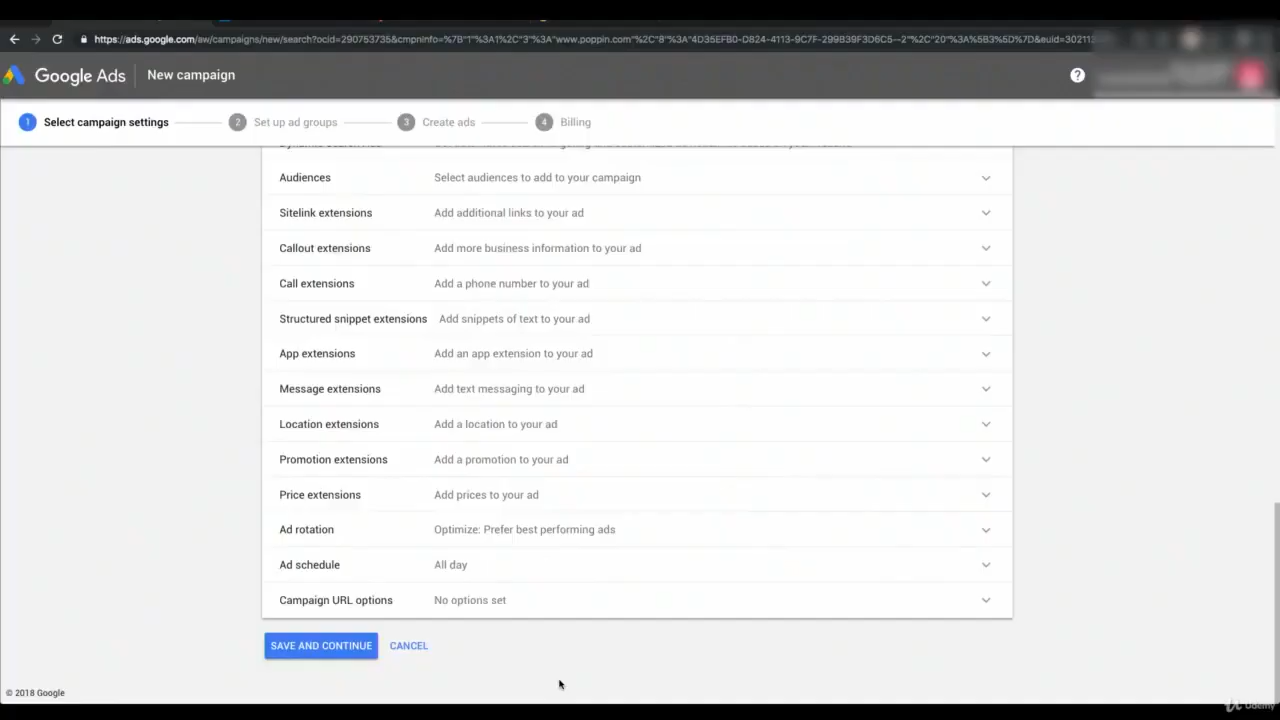 https://ads.google.com/aw/campaigns/new/search?ocid=290753735&cmpnInfo=%7B"1"%3A1%2C"3"%3A"www.poppin.com"%2C"8"%3A"4D35EFB0-D824-4113-9C7F-299B39F3D6C5--2"%2C"20"%3A%5B3%5D%7D&euid=302113
Google Ads New campaign ?
1 Select campaign settings 2 Set up ad groups 3 Create ads 4 Billing
Audiences Select audiences to add to your campaign
Sitelink extensions Add additional links to your ad
Callout extensions Add more business information to your ad
Call extensions Add a phone number to your ad
Structured snippet extensions Add snippets of text to your ad
App extensions Add an app extension to your ad
Message extensions Add text messaging to your ad
Location extensions Add a location to your ad
Promotion extensions Add a promotion to your ad
Price extensions Add prices to your ad
Ad rotation Optimize: Prefer best performing ads
Ad schedule All day
Campaign URL options No options set
SAVE AND CONTINUE CANCEL
© 2018 Google
Udemy